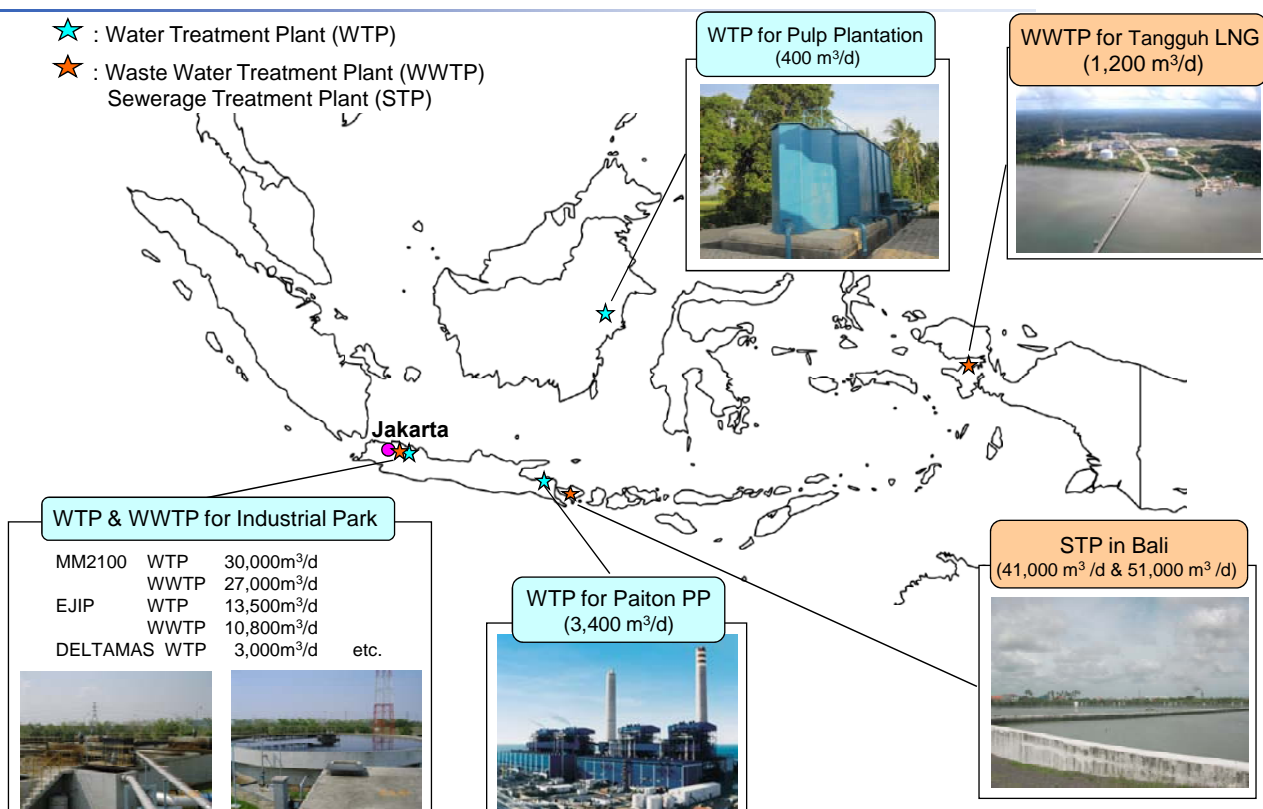 : Water Treatment Plant (WTP)
: Waste Water Treatment Plant (WWTP)
Sewerage Treatment Plant (STP)
WTP for Pulp Plantation
(400 m³/d)
WWTP for Tangguh LNG
(1,200 m³/d)
Jakarta
WTP & WWTP for Industrial Park
MM2100 WTP 30,000m³/d
WWTP 27,000m³/d
EJIP WTP 13,500m³/d
WWTP 10,800m³/d
DELTAMAS WTP 3,000m³/d etc.
WTP for Paiton PP
(3,400 m³/d)
STP in Bali
(41,000 m³ /d & 51,000 m³ /d)